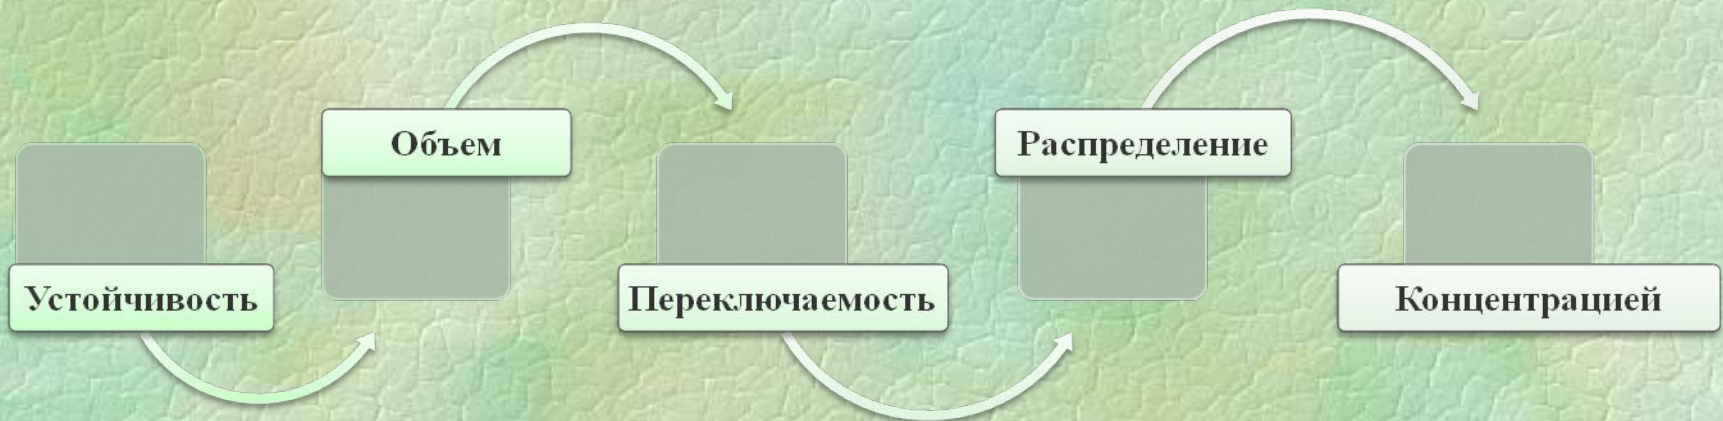 Устойчивость
Объем
Переключаемость
Распределение
Концентрацией